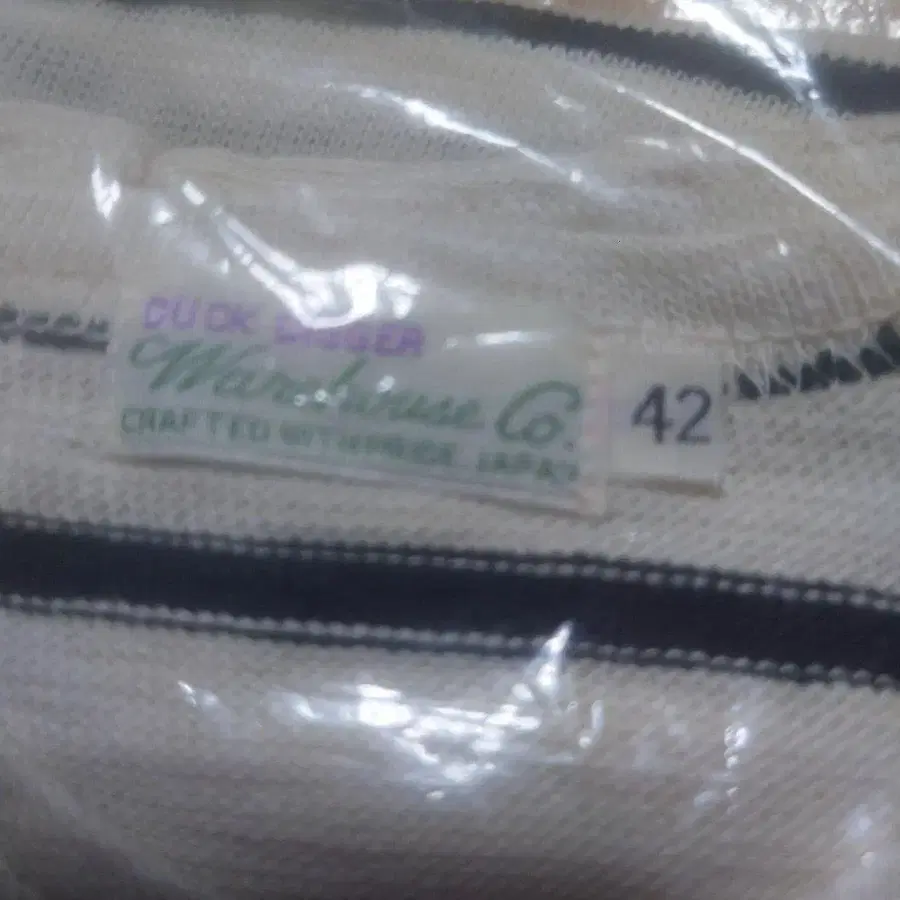 DUCK DIGGER
Warehouse Co.
CRAFTED WITH PRIDE JAPAN
42